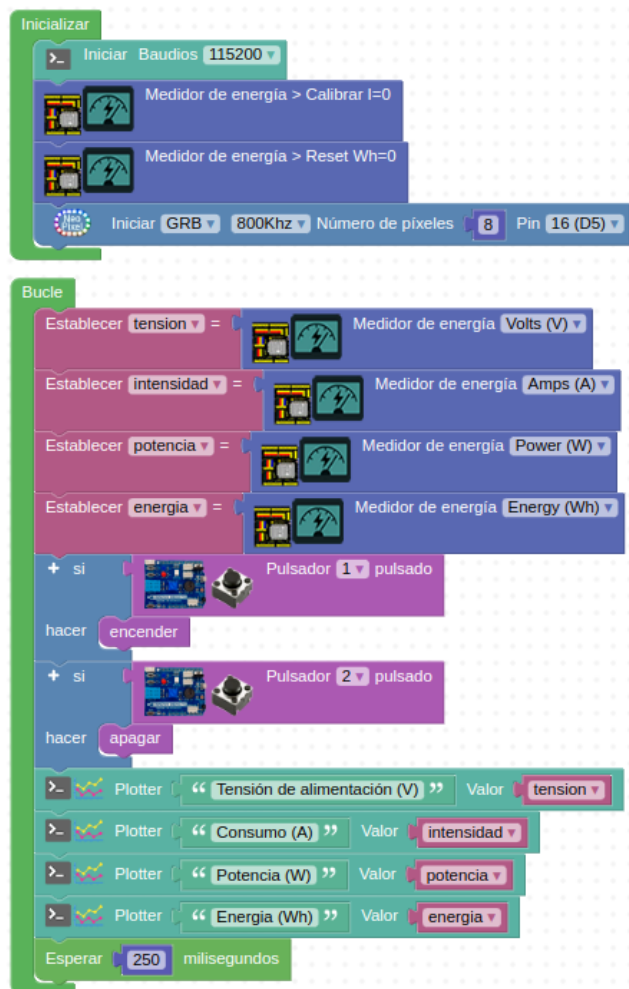 Inicializar
Iniciar Baudios 115200
Medidor de energía > Calibrar I=0
Medidor de energía > Reset Wh=0
Neo Pixel Iniciar GRB 800Khz Número de píxeles 8 Pin 16 (D5)
Bucle
Establecer tension = Medidor de energía Volts (V)
Establecer intensidad = Medidor de energía Amps (A)
Establecer potencia = Medidor de energía Power (W)
Establecer energia = Medidor de energía Energy (Wh)
+ si Pulsador 1 pulsado
hacer encender
+ si Pulsador 2 pulsado
hacer apagar
Plotter “ Tensión de alimentación (V) ” Valor tension
Plotter “ Consumo (A) ” Valor intensidad
Plotter “ Potencia (W) ” Valor potencia
Plotter “ Energia (Wh) ” Valor energia
Esperar 250 milisegundos